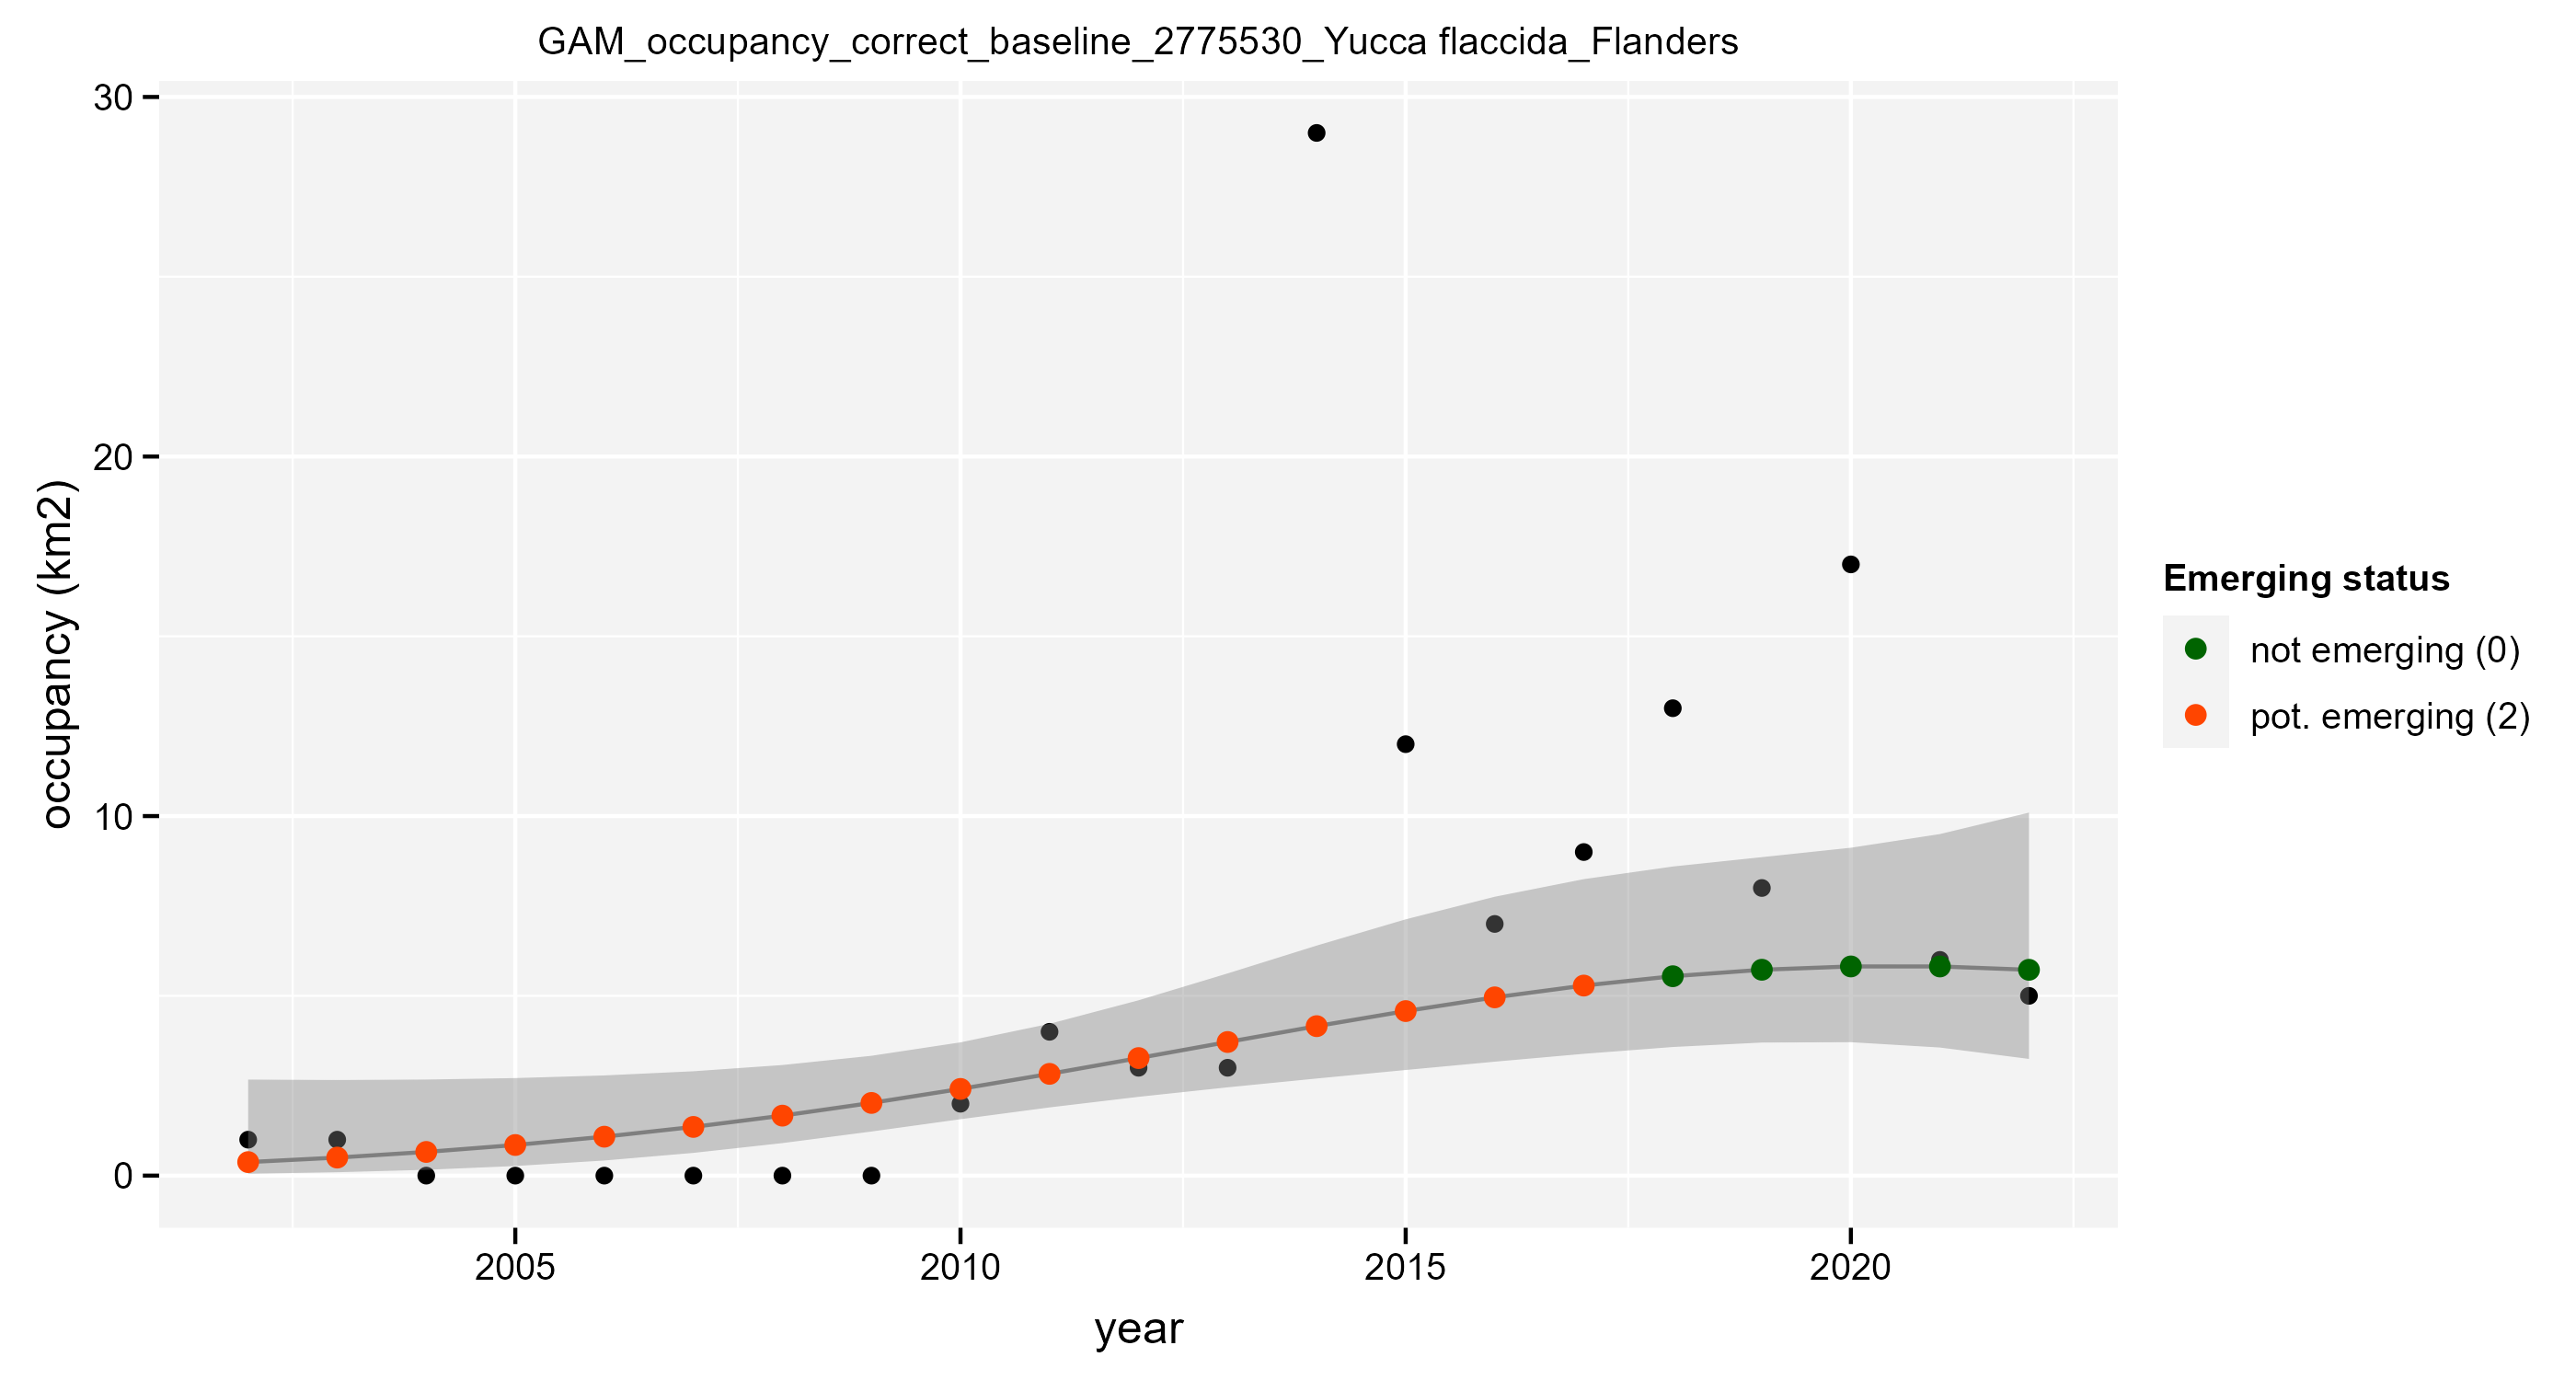 GAM_occupancy_correct_baseline_2775530_Yucca flaccida_Flanders
30
20
10
0
occupancy (km2)
2005
2010
2015
2020
year
Emerging status
not emerging (0)
pot. emerging (2)